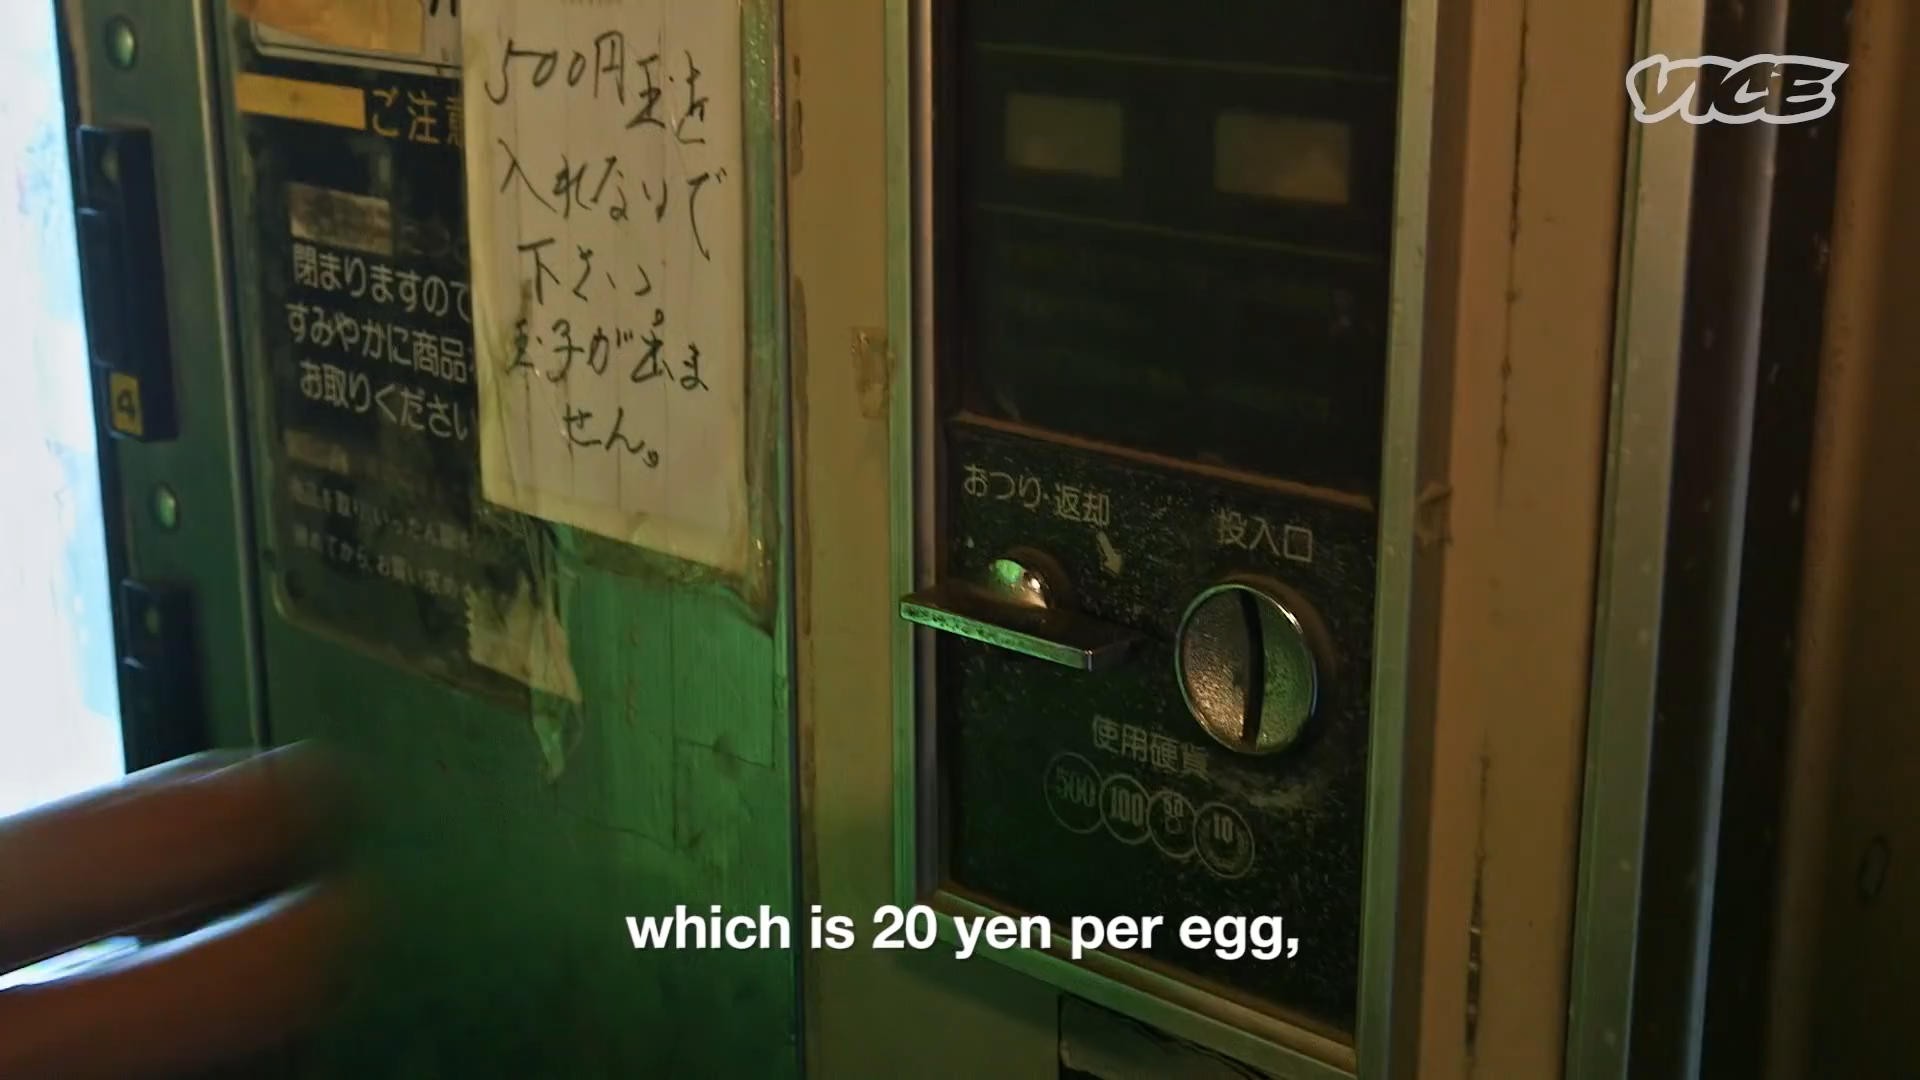 VICE
ご注意
500円玉は
入れないで
下さい。
玉子が出ま
せん。
閉まりますので
すみやかに商品
お取りください
4
おつり・返却
投入口
使用硬貨
500 100 50 10
which is 20 yen per egg,